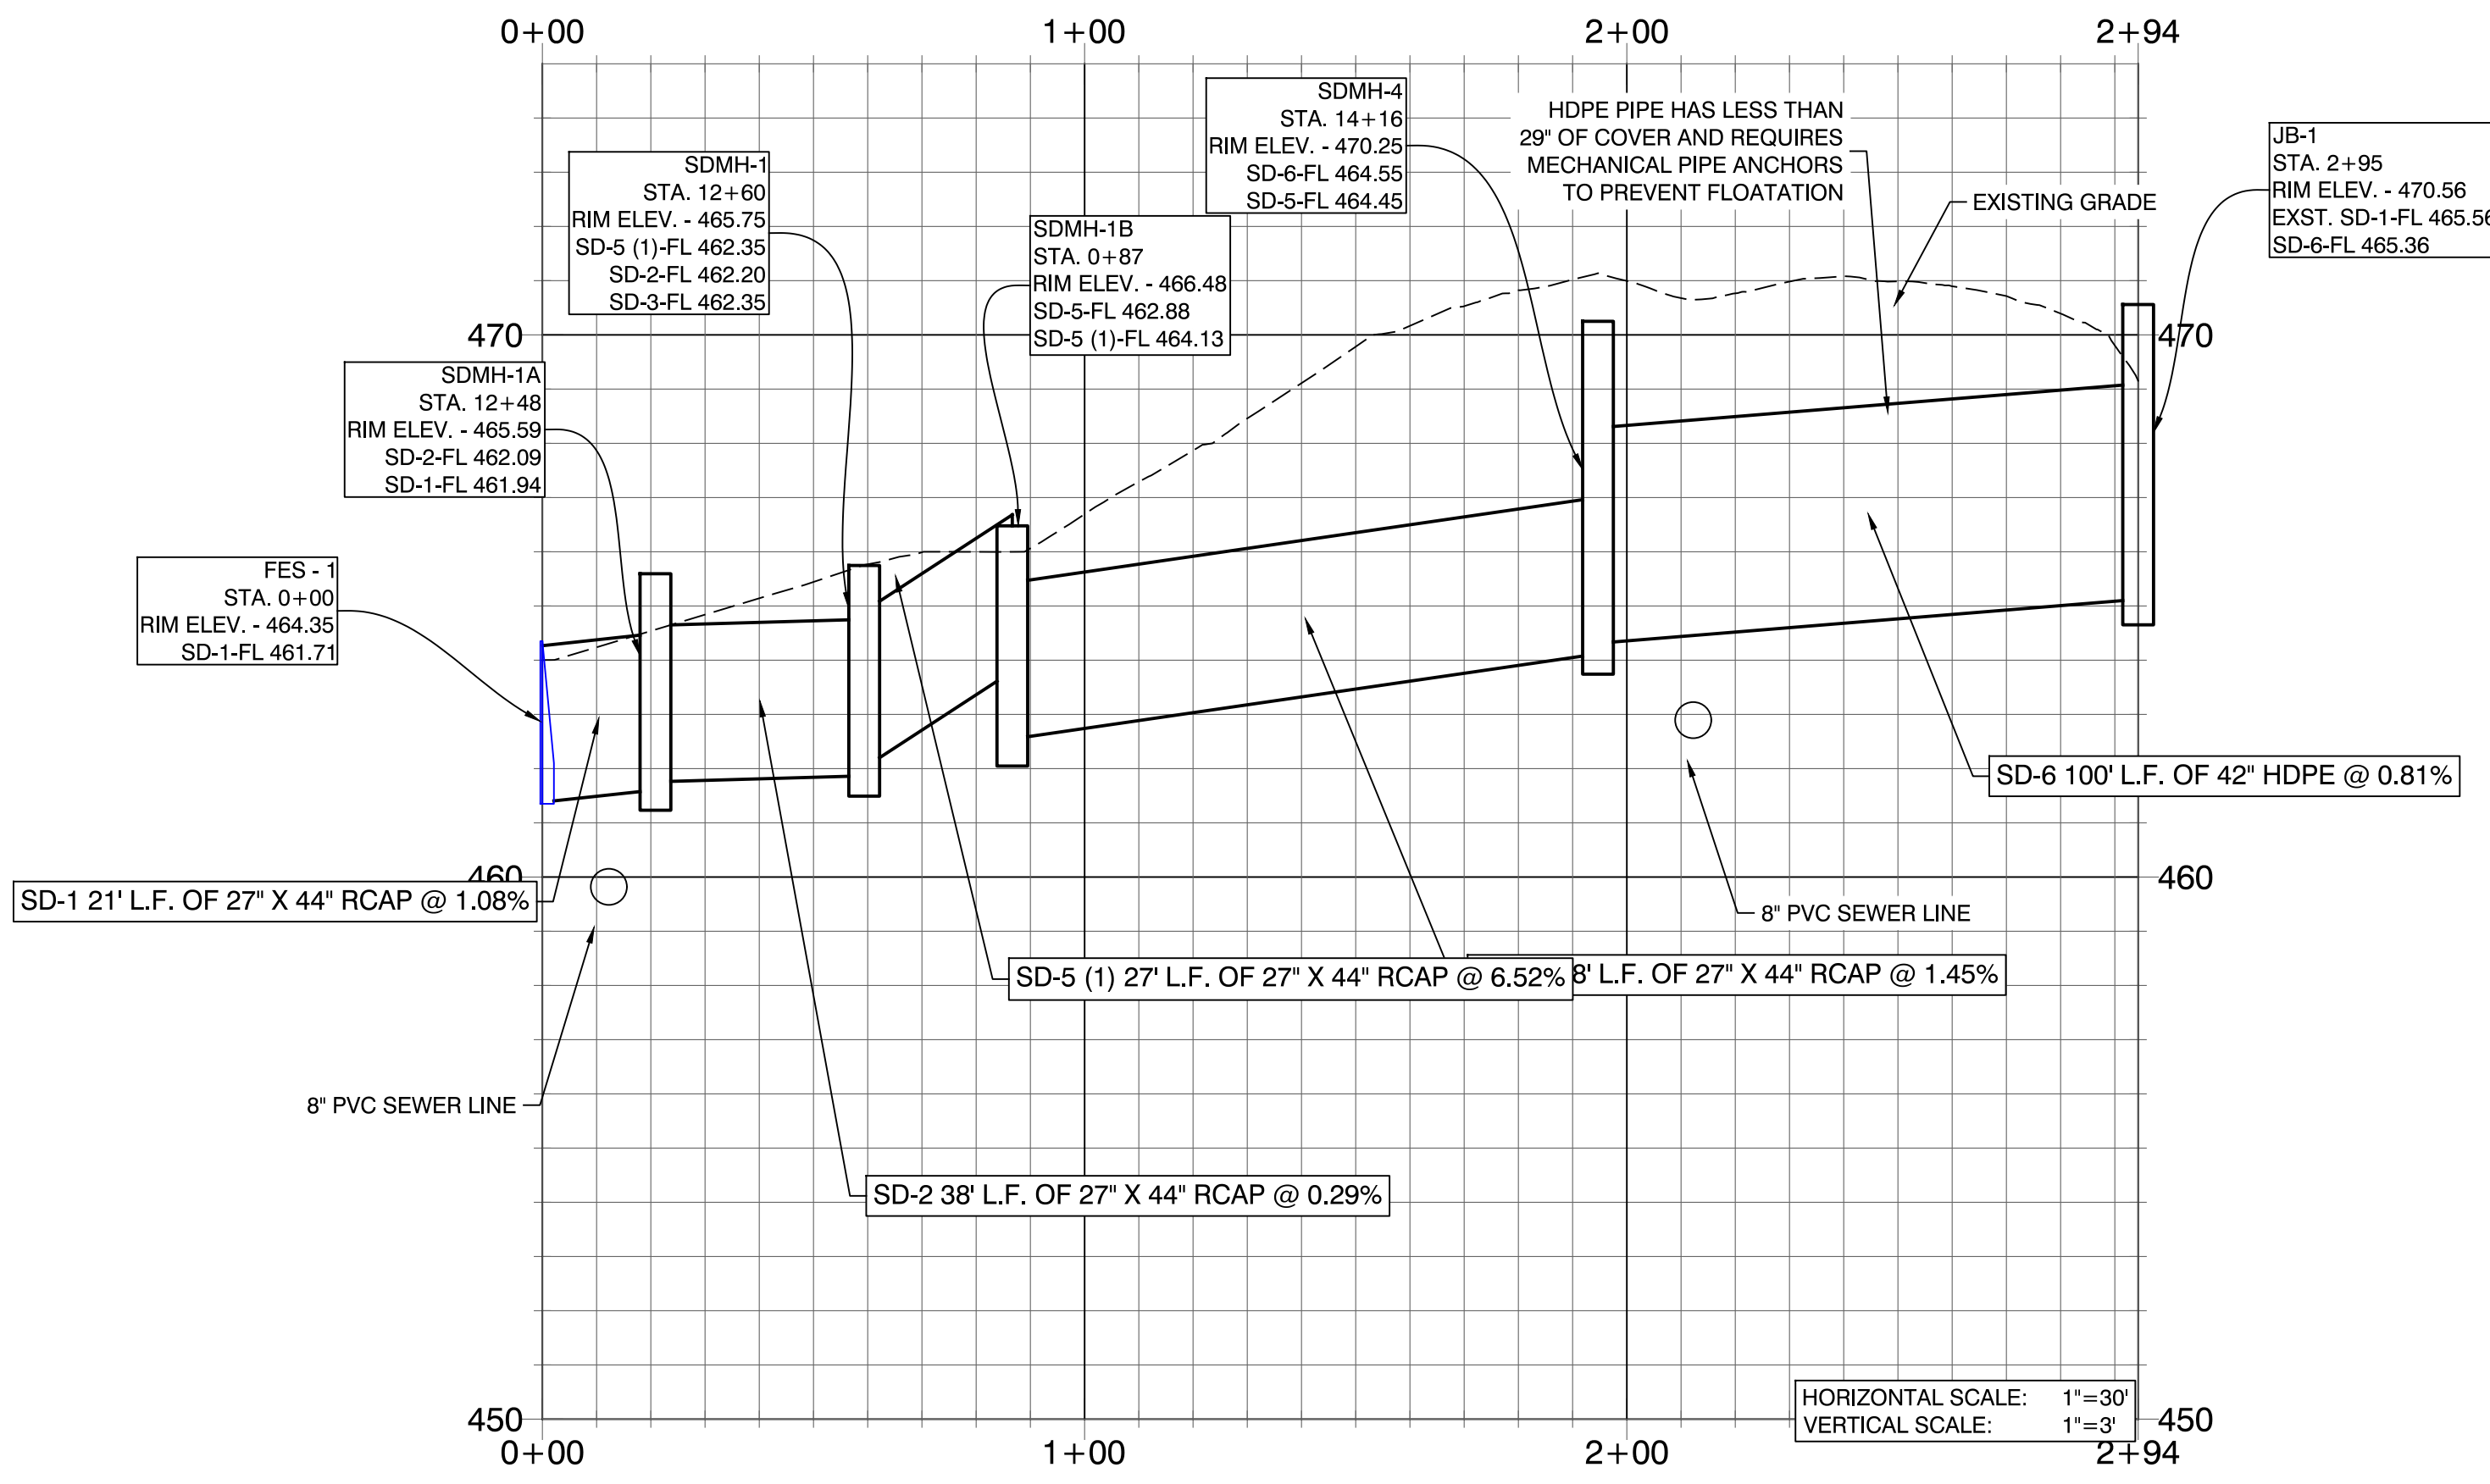 0+00
1+00
2+00
2+94
SDMH-4
STA. 14+16
RIM ELEV. - 470.25
SD-6-FL 464.55
SD-5-FL 464.45
HDPE PIPE HAS LESS THAN
29" OF COVER AND REQUIRES
MECHANICAL PIPE ANCHORS
TO PREVENT FLOATATION
JB-1
STA. 2+95
RIM ELEV. - 470.56
EXST. SD-1-FL 465.56
SD-6-FL 465.36
SDMH-1
STA. 12+60
RIM ELEV. - 465.75
SD-5 (1)-FL 462.35
SD-2-FL 462.20
SD-3-FL 462.35
EXISTING GRADE
SDMH-1B
STA. 0+87
RIM ELEV. - 466.48
SD-5-FL 462.88
SD-5 (1)-FL 464.13
470
470
SDMH-1A
STA. 12+48
RIM ELEV. - 465.59
SD-2-FL 462.09
SD-1-FL 461.94
FES - 1
STA. 0+00
RIM ELEV. - 464.35
SD-1-FL 461.71
SD-6 100' L.F. OF 42" HDPE @ 0.81%
460
460
SD-1 21' L.F. OF 27" X 44" RCAP @ 1.08%
8" PVC SEWER LINE
SD-5 (1) 27' L.F. OF 27" X 44" RCAP @ 6.52%
8' L.F. OF 27" X 44" RCAP @ 1.45%
8" PVC SEWER LINE
SD-2 38' L.F. OF 27" X 44" RCAP @ 0.29%
HORIZONTAL SCALE: 1"=30'
VERTICAL SCALE: 1"=3'
450
450
0+00
1+00
2+00
2+94